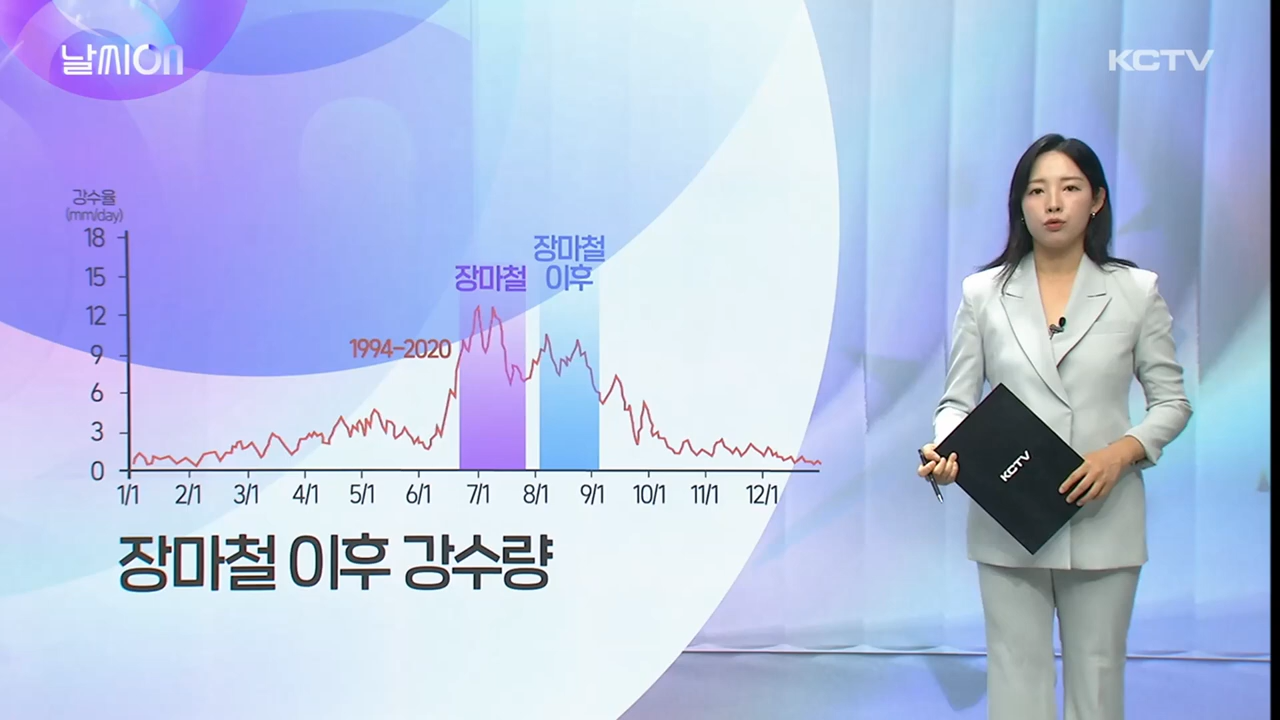 날씨ON
KCTV
강수율
(mm/day)
18
15
12
9
6
3
0
장마철
장마철
이후
1994-2020
1/1 2/1 3/1 4/1 5/1 6/1 7/1 8/1 9/1 10/1 11/1 12/1
장마철 이후 강수량
KCTV